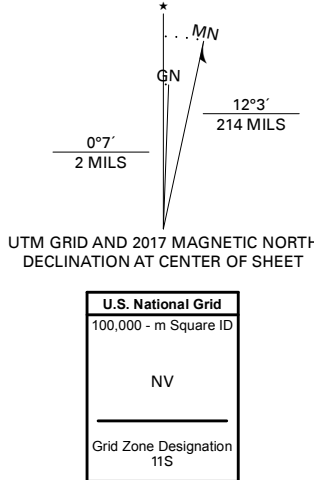 MN
GN
0°7´
2 MILS
12°3´
214 MILS
UTM GRID AND 2017 MAGNETIC NORTH
DECLINATION AT CENTER OF SHEET
U.S. National Grid
100,000 - m Square ID
NV
Grid Zone Designation
11S